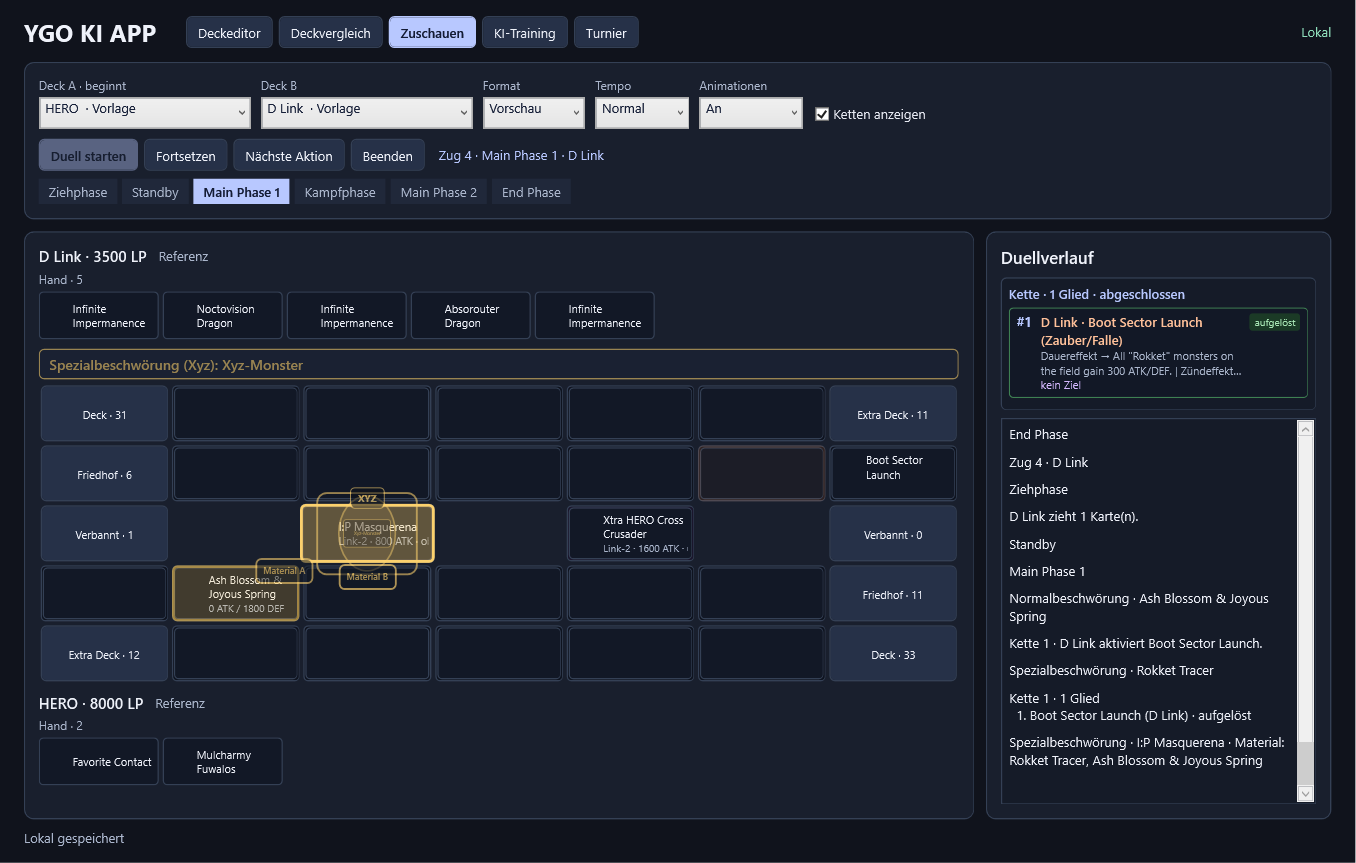 YGO KI APP
Deckeditor
Deckvergleich
Zuschauen
KI-Training
Turnier
Lokal
Deck A · beginnt
Deck B
Format
Tempo
Animationen
HERO · Vorlage
D Link · Vorlage
Vorschau
Normal
An
Ketten anzeigen
Duell starten
Fortsetzen
Nächste Aktion
Beenden
Zug 4 · Main Phase 1 · D Link
Ziehphase
Standby
Main Phase 1
Kampfphase
Main Phase 2
End Phase
D Link · 3500 LP
Referenz
Hand · 5
Infinite
Impermanence
Noctovision
Dragon
Infinite
Impermanence
Absorouter
Dragon
Infinite
Impermanence
Spezialbeschwörung (Xyz): Xyz-Monster
Deck · 31
Extra Deck · 11
Friedhof · 6
Boot Sector
Launch
Verbannt · 1
XYZ
I:P Masquerena
Link-2 · 800 ATK · ol
Material A
Material B
Xtra HERO Cross
Crusader
Link-2 · 1600 ATK ·
Verbannt · 0
Ash Blossom &
Joyous Spring
0 ATK / 1800 DEF
Friedhof · 11
Extra Deck · 12
Deck · 33
HERO · 8000 LP
Referenz
Hand · 2
Favorite Contact
Mulcharmy
Fuwalos
Duellverlauf
Kette · 1 Glied · abgeschlossen
#1
D Link · Boot Sector Launch
(Zauber/Falle)
aufgelöst
Dauereffekt → All "Rokket" monsters on
the field gain 300 ATK/DEF. | Zündeffekt...
kein Ziel
End Phase
Zug 4 · D Link
Ziehphase
D Link zieht 1 Karte(n).
Standby
Main Phase 1
Normalbeschwörung · Ash Blossom & Joyous
Spring
Kette 1 · D Link aktiviert Boot Sector Launch.
Spezialbeschwörung · Rokket Tracer
Kette 1 · 1 Glied
1. Boot Sector Launch (D Link) · aufgelöst
Spezialbeschwörung · I:P Masquerena · Material:
Rokket Tracer, Ash Blossom & Joyous Spring
Lokal gespeichert